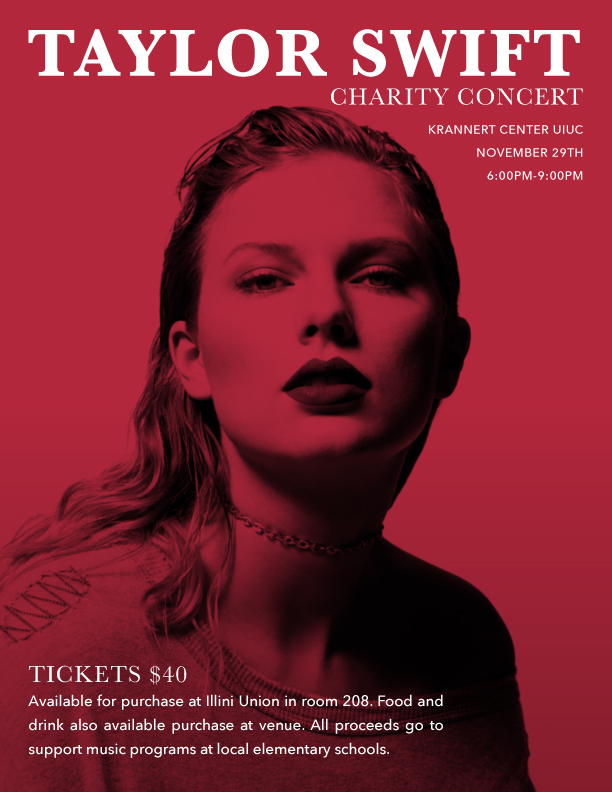 TAYLOR SWIFT
CHARITY CONCERT
KRANNERT CENTER UIUC
NOVEMBER 29TH
6:00PM-9:00PM
TICKETS $40
Available for purchase at Illini Union in room 208. Food and
drink also available purchase at venue. All proceeds go to
support music programs at local elementary schools.